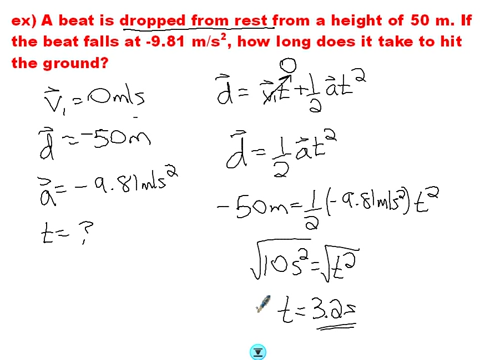 ex) A beat is dropped from rest from a height of 50 m. If
the beat falls at -9.81 m/s², how long does it take to hit
the ground?
v⃗₁ = 0m/s
d⃗ = -50m
a⃗ = -9.81m/s²
t = ?
d⃗ = v⃗₁t + 1/2 a⃗t²
0
d⃗ = 1/2 a⃗t²
-50m = 1/2 (-9.81m/s²) t²
√10s² = √t²
t = 3.2s